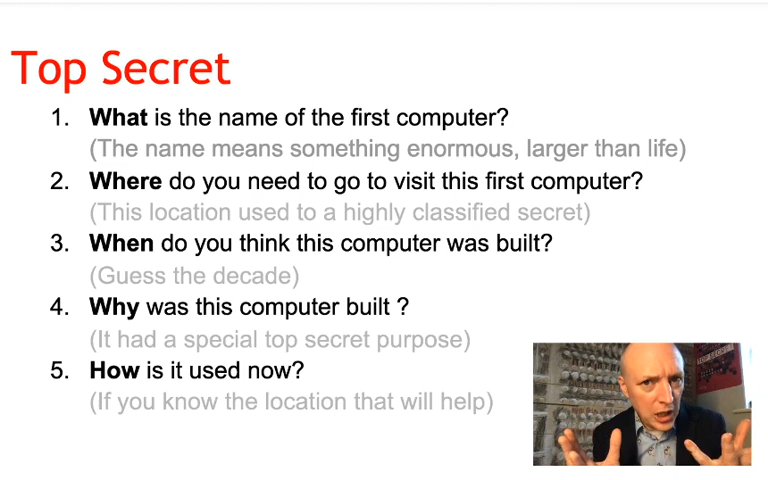 Top Secret
1. What is the name of the first computer?
(The name means something enormous, larger than life)
2. Where do you need to go to visit this first computer?
(This location used to a highly classified secret)
3. When do you think this computer was built?
(Guess the decade)
4. Why was this computer built ?
(It had a special top secret purpose)
5. How is it used now?
(If you know the location that will help)
TOP SECRET